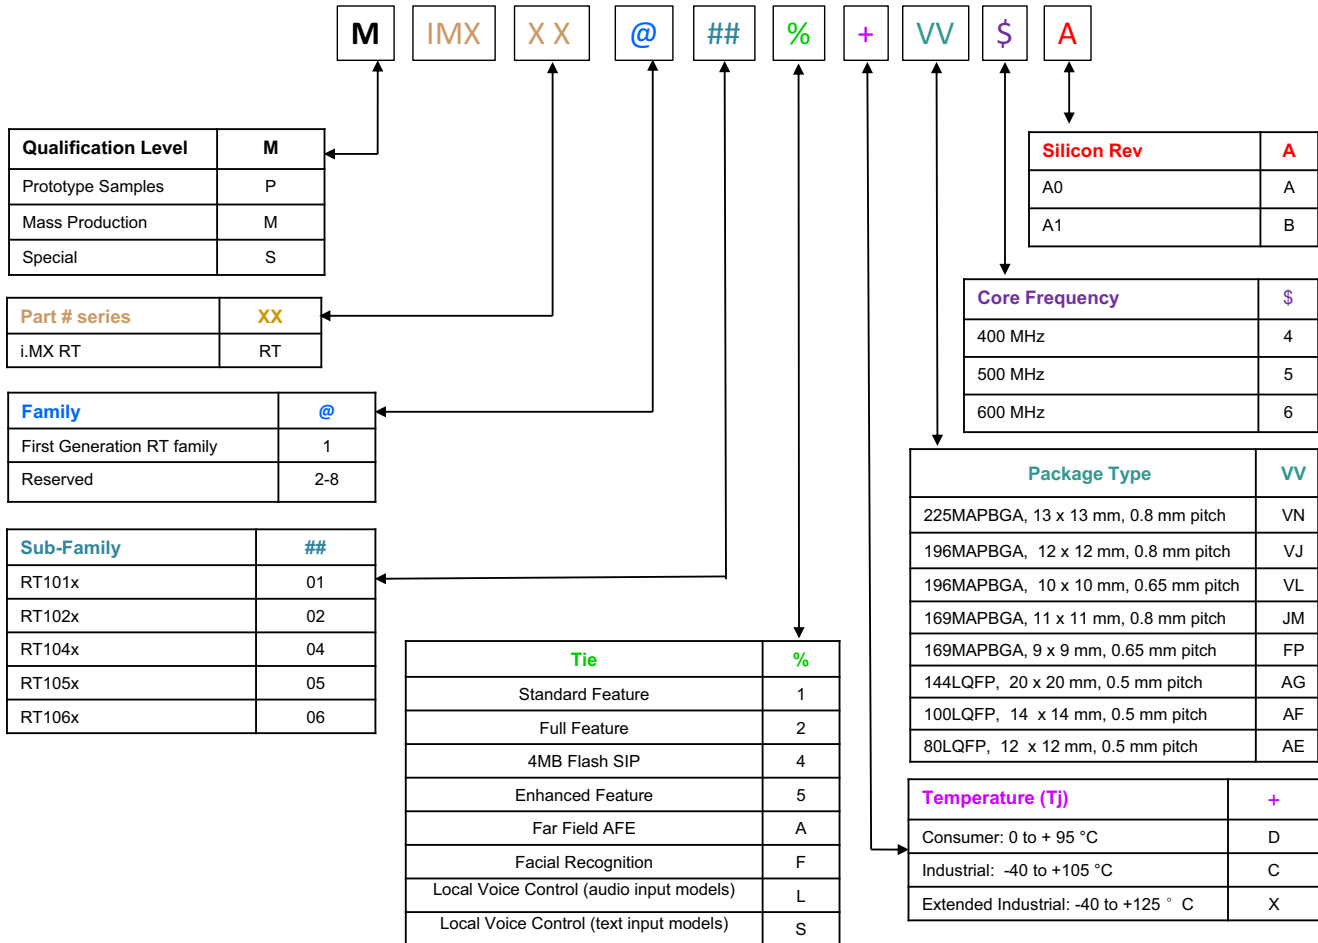 M IMX X X @ ## % + VV $ A
Qualification Level M
Prototype Samples P
Mass Production M
Special S
Part # series XX
i.MX RT RT
Family @
First Generation RT family 1
Reserved 2-8
Sub-Family ##
RT101x 01
RT102x 02
RT104x 04
RT105x 05
RT106x 06
Tie %
Standard Feature 1
Full Feature 2
4MB Flash SIP 4
Enhanced Feature 5
Far Field AFE A
Facial Recognition F
Local Voice Control (audio input models) L
Local Voice Control (text input models) S
Silicon Rev A
A0 A
A1 B
Core Frequency $
400 MHz 4
500 MHz 5
600 MHz 6
Package Type VV
225MAPBGA, 13 x 13 mm, 0.8 mm pitch VN
196MAPBGA, 12 x 12 mm, 0.8 mm pitch VJ
196MAPBGA, 10 x 10 mm, 0.65 mm pitch VL
169MAPBGA, 11 x 11 mm, 0.8 mm pitch JM
169MAPBGA, 9 x 9 mm, 0.65 mm pitch FP
144LQFP, 20 x 20 mm, 0.5 mm pitch AG
100LQFP, 14 x 14 mm, 0.5 mm pitch AF
80LQFP, 12 x 12 mm, 0.5 mm pitch AE
Temperature (Tj) +
Consumer: 0 to + 95 °C D
Industrial: -40 to +105 °C C
Extended Industrial: -40 to +125 ° C X